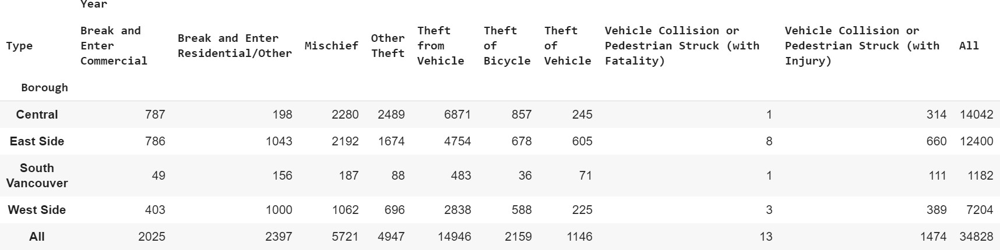 Year
Type Break and Enter Commercial Break and Enter Residential/Other Mischief Other Theft Theft from Vehicle Theft of Bicycle Theft of Vehicle Vehicle Collision or Pedestrian Struck (with Fatality) Vehicle Collision or Pedestrian Struck (with Injury) All
Borough
Central 787 198 2280 2489 6871 857 245 1 314 14042
East Side 786 1043 2192 1674 4754 678 605 8 660 12400
South Vancouver 49 156 187 88 483 36 71 1 111 1182
West Side 403 1000 1062 696 2838 588 225 3 389 7204
All 2025 2397 5721 4947 14946 2159 1146 13 1474 34828